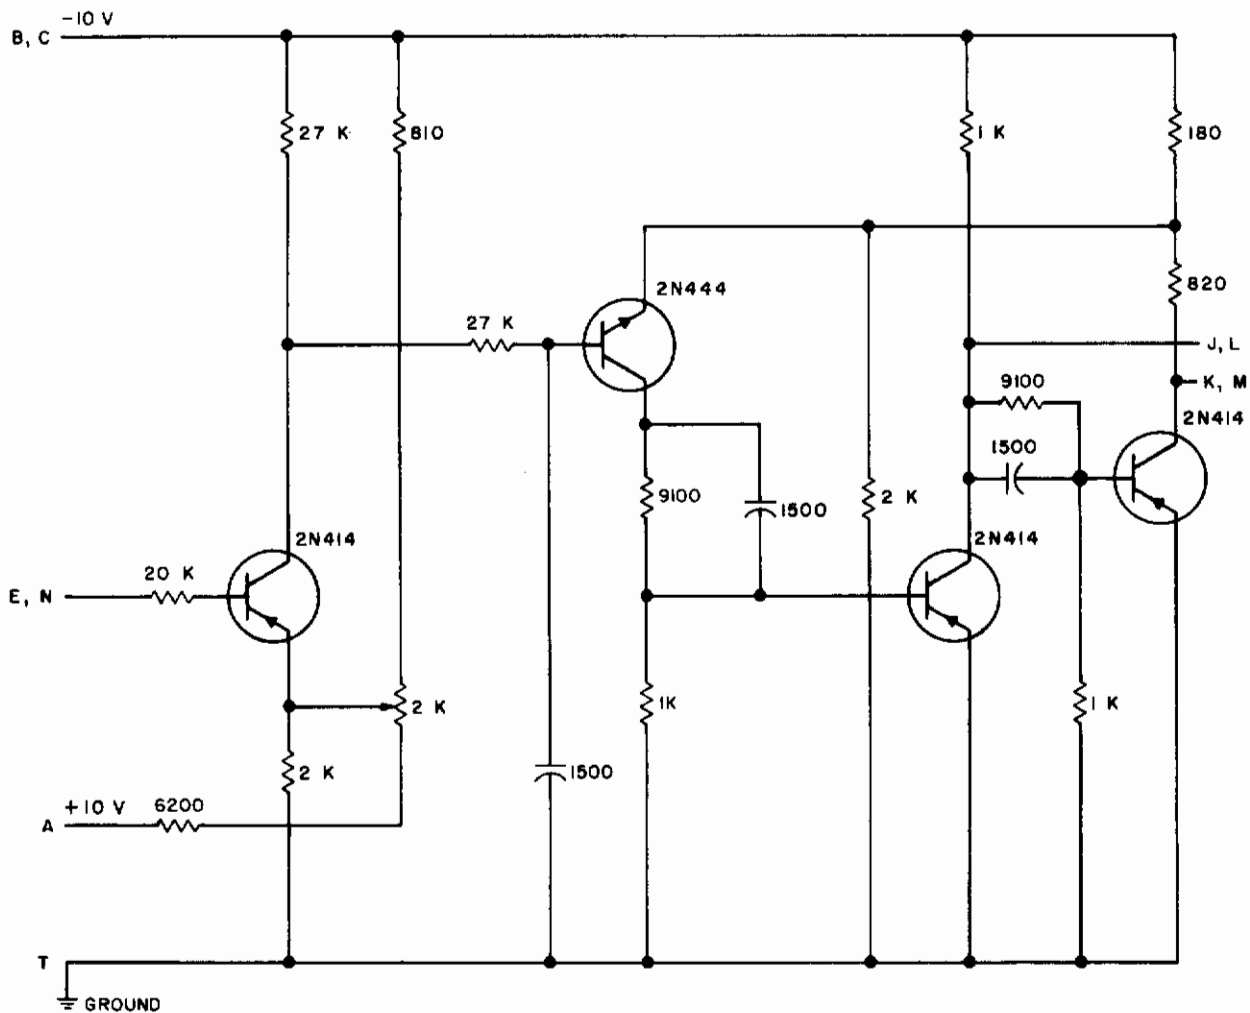 -10 V
B, C
27 K
810
1 K
180
820
2N444
27 K
J, L
9100
K, M
2N414
1500
9100
2 K
1500
2N414
2N414
20 K
E, N
2 K
1K
1 K
2 K
1500
+10 V
6200
A
T
GROUND